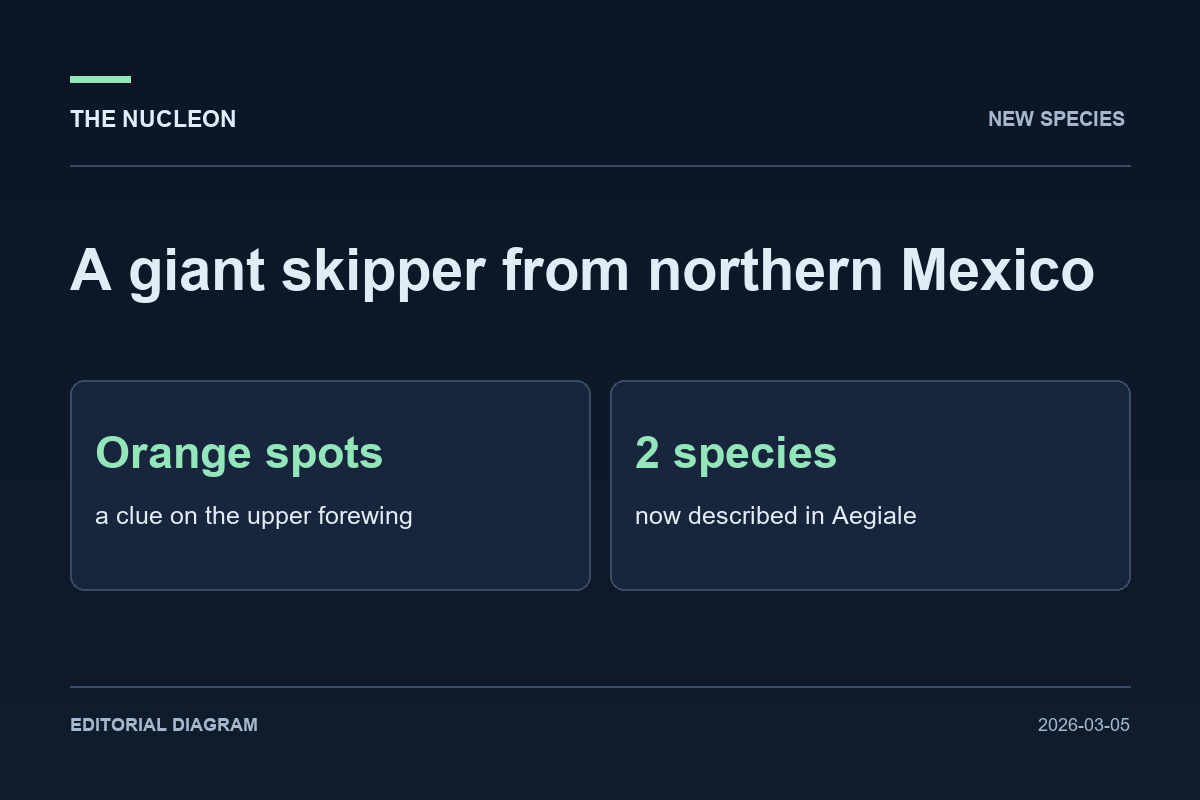 THE NUCLEON
NEW SPECIES
A giant skipper from northern Mexico
Orange spots
a clue on the upper forewing
2 species
now described in Aegiale
EDITORIAL DIAGRAM
2026-03-05